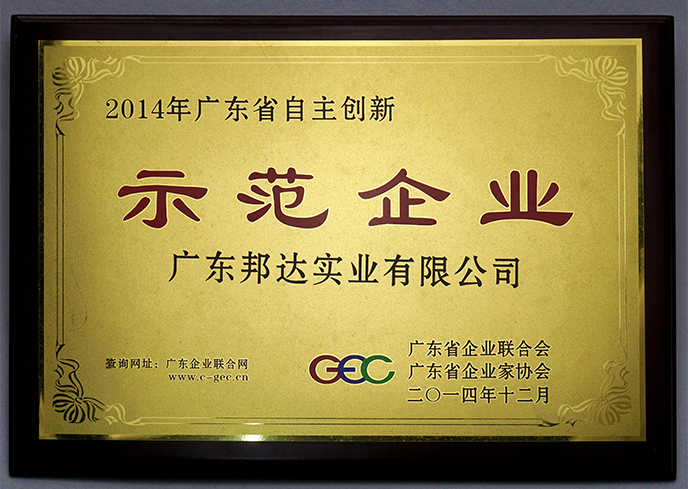 2014年广东省自主创新
示范企业
广东邦达实业有限公司
查询网址：广东企业联合网
www.c-gec.cn
GEC
广东省企业联合会
广东省企业家协会
二〇一四年十二月